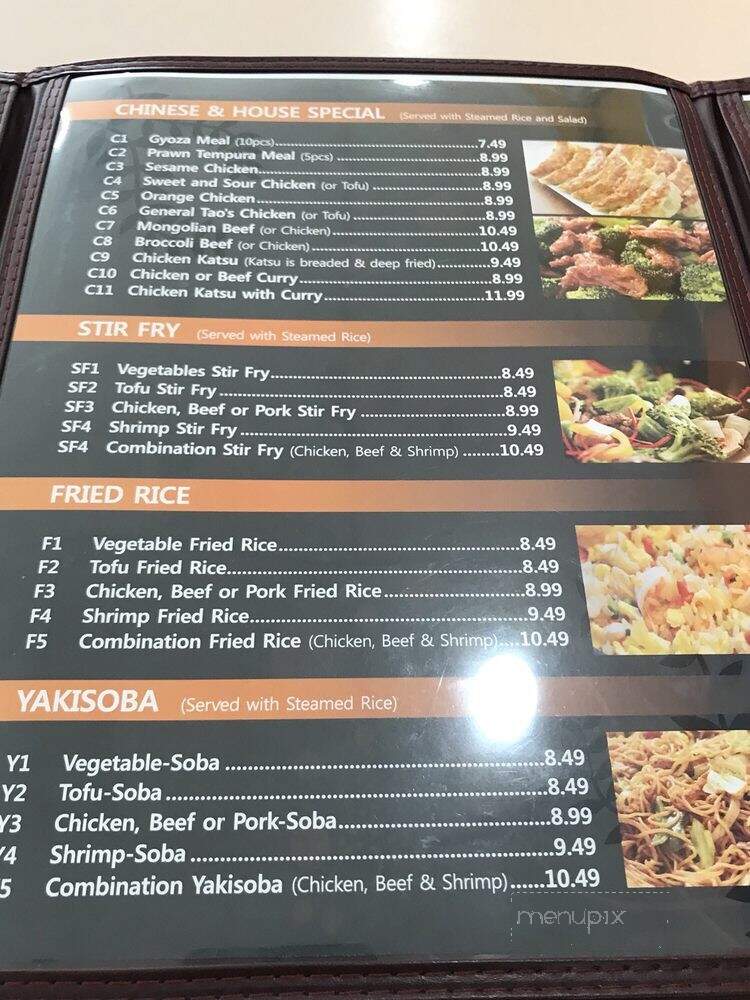 CHINESE & HOUSE SPECIAL (Served with Steamed Rice and Salad)
C1 Gyoza Meal (10pcs)..........7.49
C2 Prawn Tempura Meal (5pcs)..........8.99
C3 Sesame Chicken..........8.99
C4 Sweet and Sour Chicken (or Tofu)..........8.99
C5 Orange Chicken..........8.99
C6 General Tao's Chicken (or Tofu)..........8.99
C7 Mongolian Beef (or Chicken)..........10.49
C8 Broccoli Beef (or Chicken)..........10.49
C9 Chicken Katsu (Katsu is breaded & deep fried)..........9.49
C10 Chicken or Beef Curry..........8.99
C11 Chicken Katsu with Curry..........11.99
STIR FRY (Served with Steamed Rice)
SF1 Vegetables Stir Fry..........8.49
SF2 Tofu Stir Fry..........8.49
SF3 Chicken, Beef or Pork Stir Fry..........8.99
SF4 Shrimp Stir Fry..........9.49
SF4 Combination Stir Fry (Chicken, Beef & Shrimp)........10.49
FRIED RICE
F1 Vegetable Fried Rice..........8.49
F2 Tofu Fried Rice..........8.49
F3 Chicken, Beef or Pork Fried Rice..........8.99
F4 Shrimp Fried Rice..........9.49
F5 Combination Fried Rice (Chicken, Beef & Shrimp)....10.49
YAKISOBA (Served with Steamed Rice)
Y1 Vegetable-Soba..........8.49
Y2 Tofu-Soba..........8.49
Y3 Chicken, Beef or Pork-Soba..........8.99
Y4 Shrimp-Soba..........9.49
5 Combination Yakisoba (Chicken, Beef & Shrimp)......10.49
menupix